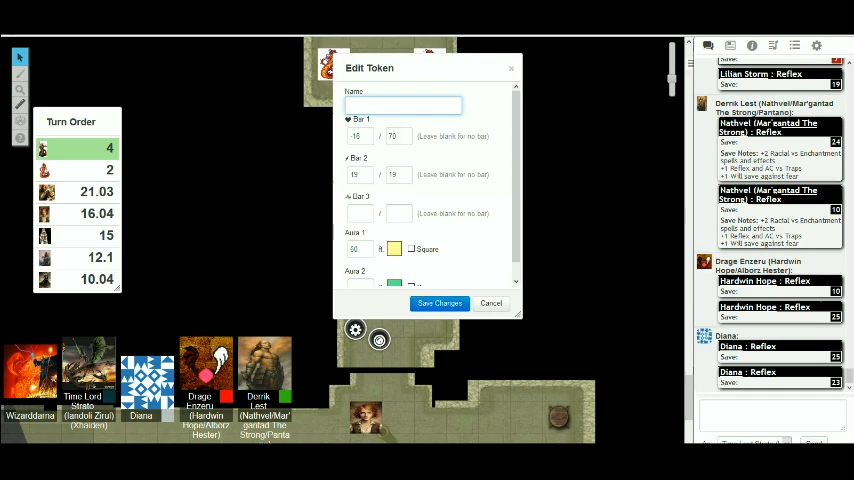 Turn Order
4
2
21.03
16.04
15
12.1
10.04
Edit Token
×
Name
Bar 1
-16 / 70 (Leave blank for no bar)
Bar 2
19 / 19 (Leave blank for no bar)
Bar 3
/ (Leave blank for no bar)
Aura 1
60 ft. Square
Aura 2
Save Changes
Cancel
Wizarddama
Time Lord
Strato
(Iandoli Zirul)
(Xhaiden)
Diana
Drage
Enzeru
(Hardwin
Hope/Alborz
Hester)
Derrik
Lest
(Nathvel/Mar'
gantad The
Strong/Panta
Save:
Lilian Storm : Reflex
Save: 19
Derrik Lest (Nathvel/Mar'gantad
The Strong/Pantano):
Nathvel (Mar'gantad The
Strong) : Reflex
Save: 24
Save Notes: +2 Racial vs Enchantment
spells and effects
+1 Reflex and AC vs Traps
+1 Will save against fear
Nathvel (Mar'gantad The
Strong) : Reflex
Save: 10
Save Notes: +2 Racial vs Enchantment
spells and effects
+1 Reflex and AC vs Traps
+1 Will save against fear
Drage Enzeru (Hardwin
Hope/Alborz Hester):
Hardwin Hope : Reflex
Save: 10
Hardwin Hope : Reflex
Save: 25
Diana:
Diana : Reflex
Save: 25
Diana : Reflex
Save: 23